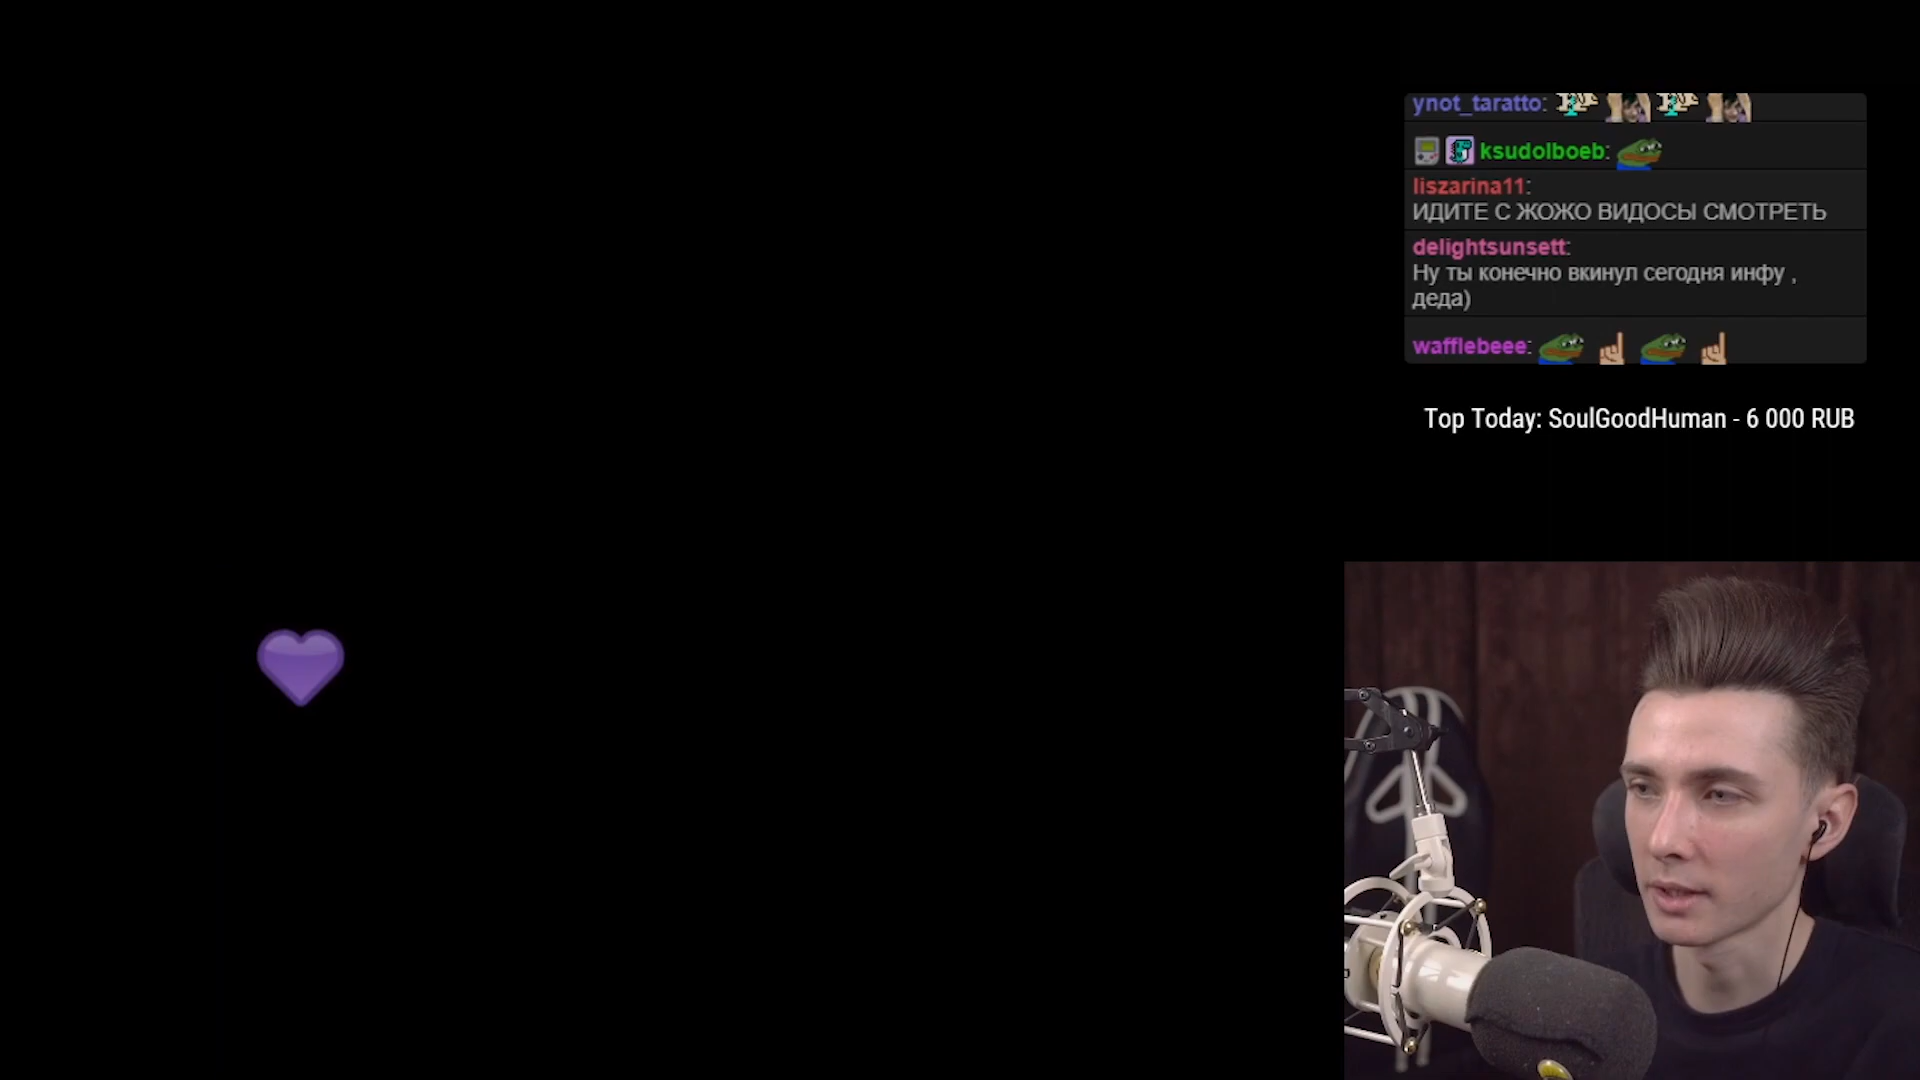 ynot_taratto:
ksudolboeb:
liszarina11:
ИДИТЕ С ЖОЖО ВИДОСЫ СМОТРЕТЬ
delightsunsett:
Ну ты конечно вкинул сегодня инфу ,
деда)
wafflebeee:
Top Today: SoulGoodHuman - 6 000 RUB